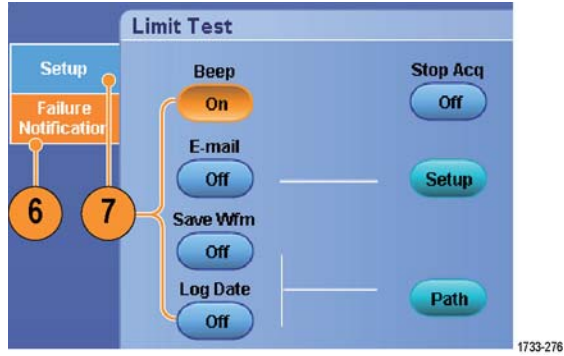 Limit Test
Setup
Failure
Notification
6
7
Beep
On
Stop Acq
Off
E-mail
Off
Setup
Save Wfm
Off
Log Date
Off
Path
1733-276